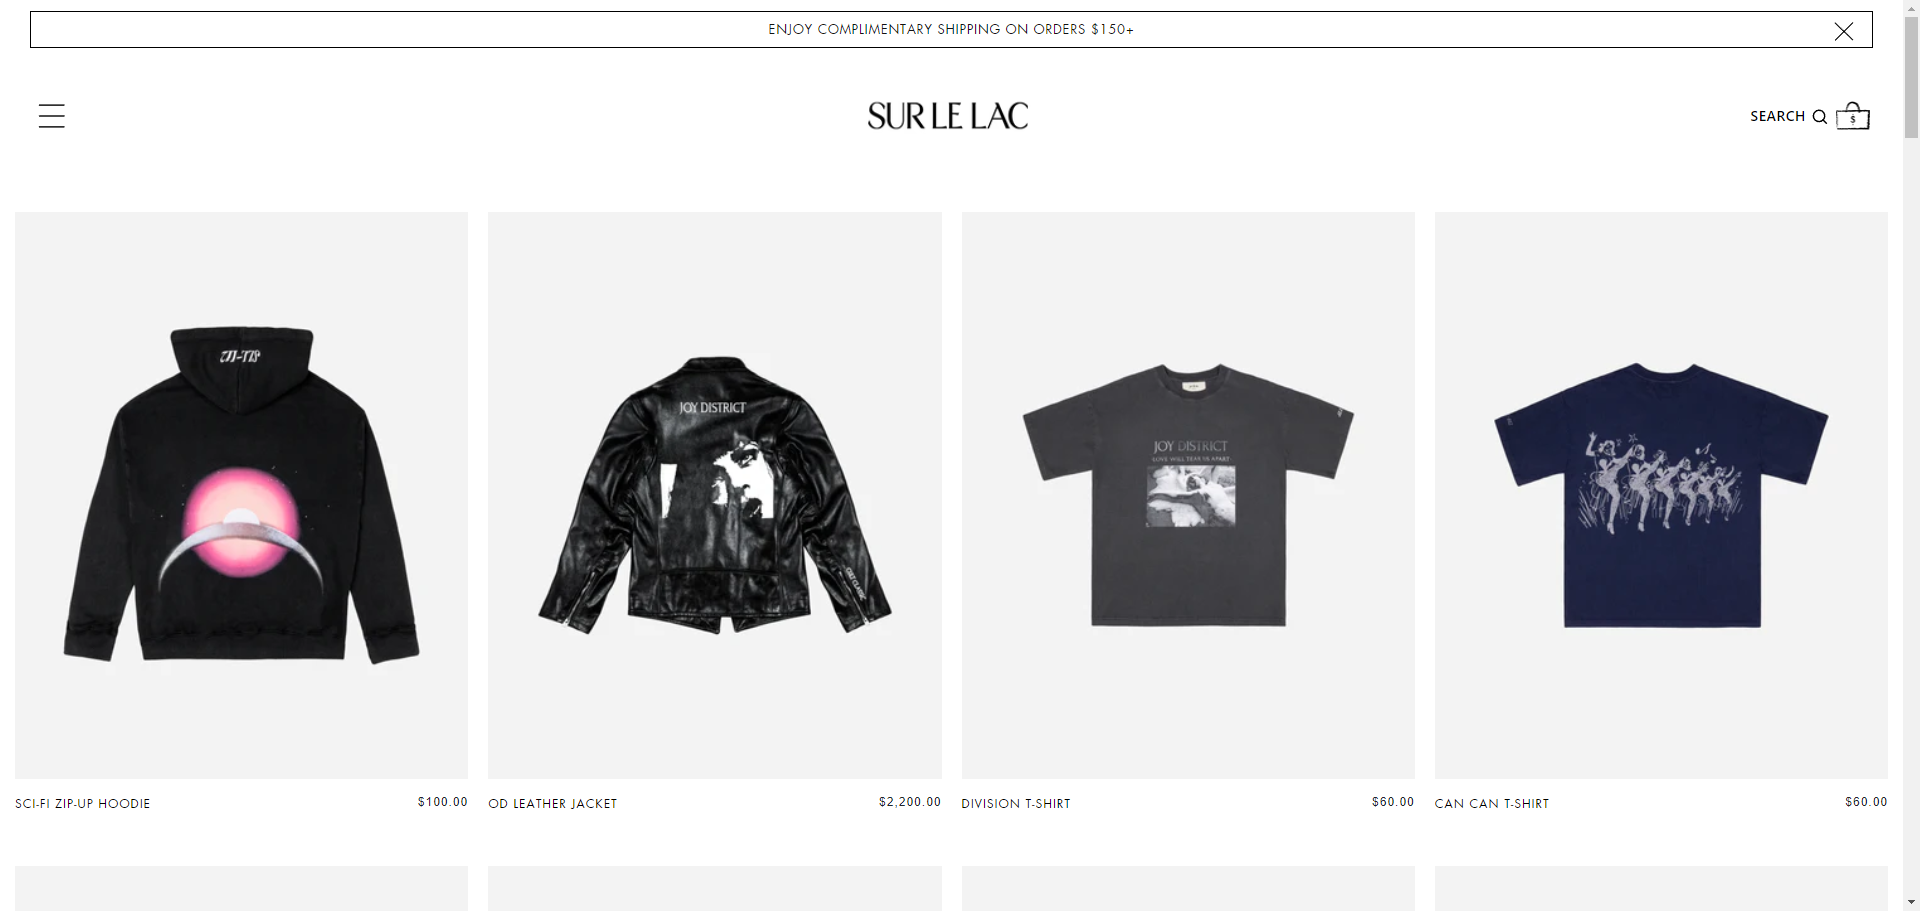 ENJOY COMPLIMENTARY SHIPPING ON ORDERS $150+
SUR LE LAC
SEARCH
$
JOY DISTRICT
JOY DISTRICT
LOVE WILL TEAR US APART
SCI-FI ZIP-UP HOODIE
$100.00
OD LEATHER JACKET
$2,200.00
DIVISION T-SHIRT
$60.00
CAN CAN T-SHIRT
$60.00